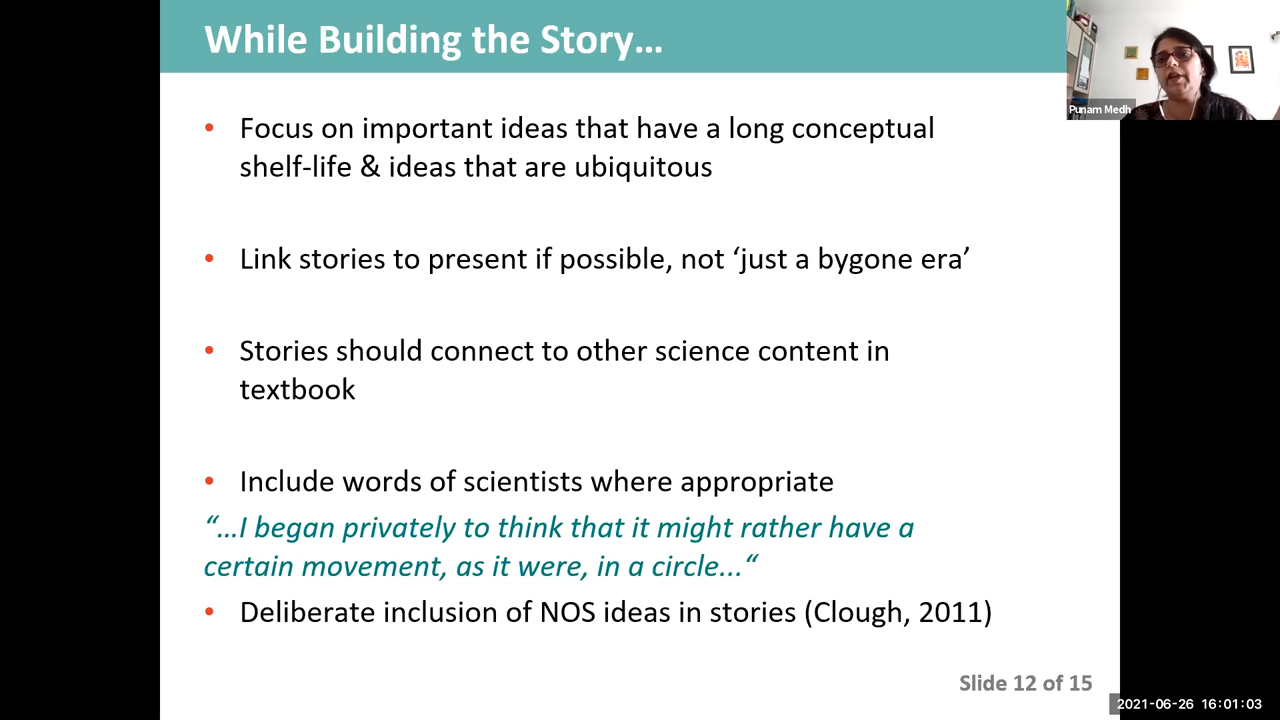 While Building the Story...
Punam Medh
• Focus on important ideas that have a long conceptual
shelf-life & ideas that are ubiquitous
• Link stories to present if possible, not ‘just a bygone era’
• Stories should connect to other science content in
textbook
• Include words of scientists where appropriate
“...I began privately to think that it might rather have a
certain movement, as it were, in a circle...“
• Deliberate inclusion of NOS ideas in stories (Clough, 2011)
Slide 12 of 15
2021-06-26 16:01:03